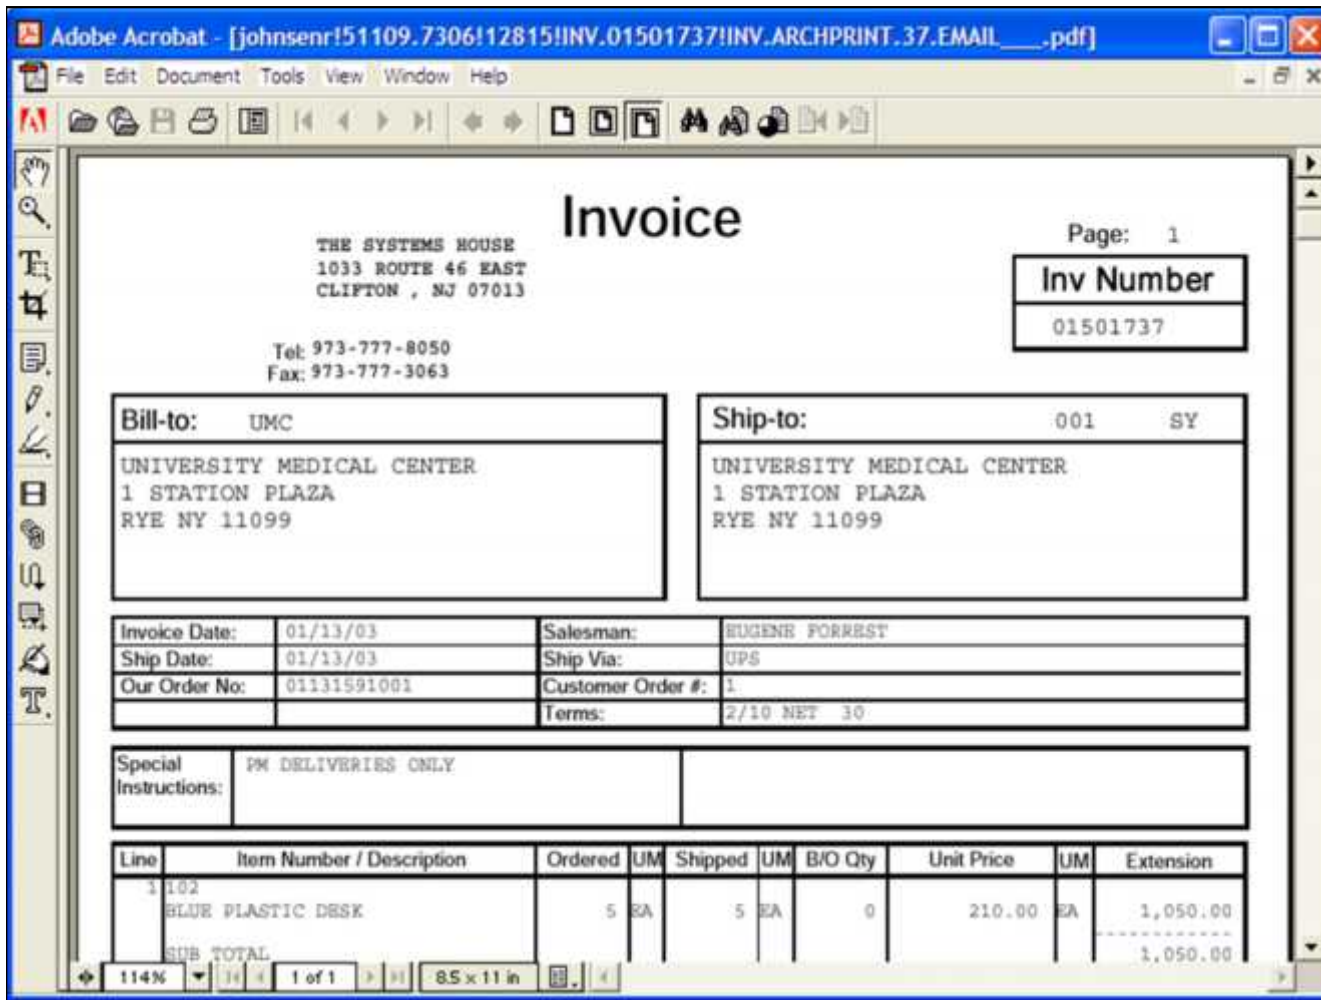 Adobe Acrobat - [johnsenr!51109.7306!12815!INV.01501737!INV.ARCHPRINT.37.EMAIL___.pdf]
File Edit Document Tools View Window Help
Invoice
THE SYSTEMS HOUSE
1033 ROUTE 46 EAST
CLIFTON , NJ 07013
Page: 1
Inv Number
01501737
Tel: 973-777-8050
Fax: 973-777-3063
Bill-to: UMC
UNIVERSITY MEDICAL CENTER
1 STATION PLAZA
RYE NY 11099
Ship-to: 001 SY
UNIVERSITY MEDICAL CENTER
1 STATION PLAZA
RYE NY 11099
Invoice Date: 01/13/03 Salesman: EUGENE FORREST
Ship Date: 01/13/03 Ship Via: UPS
Our Order No: 01131591001 Customer Order #: 1
Terms: 2/10 NET 30
Special Instructions: PM DELIVERIES ONLY
Line Item Number / Description Ordered UM Shipped UM B/O Qty Unit Price UM Extension
1 102
BLUE PLASTIC DESK 5 EA 5 EA 0 210.00 EA 1,050.00
SUB TOTAL 1,050.00
114% 1 of 1 8.5 x 11 in